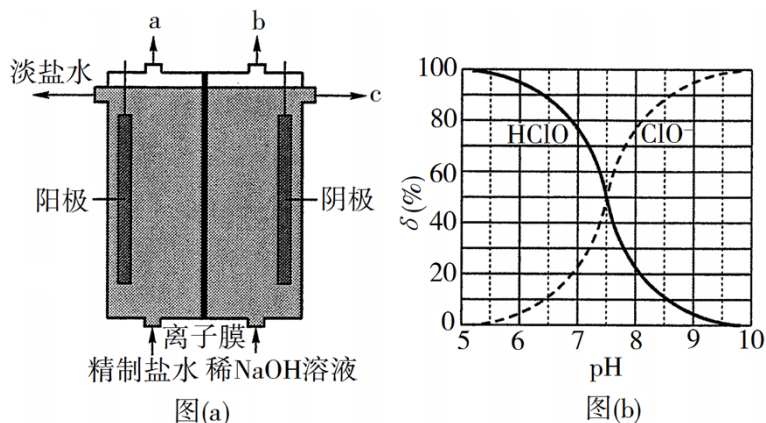 a
b
淡盐水
c
阳极
阴极
离子膜
精制盐水 稀NaOH溶液
图(a)
100
80
60
40
20
0
δ(%)
HClO
ClO⁻
5 6 7 8 9 10
pH
图(b)